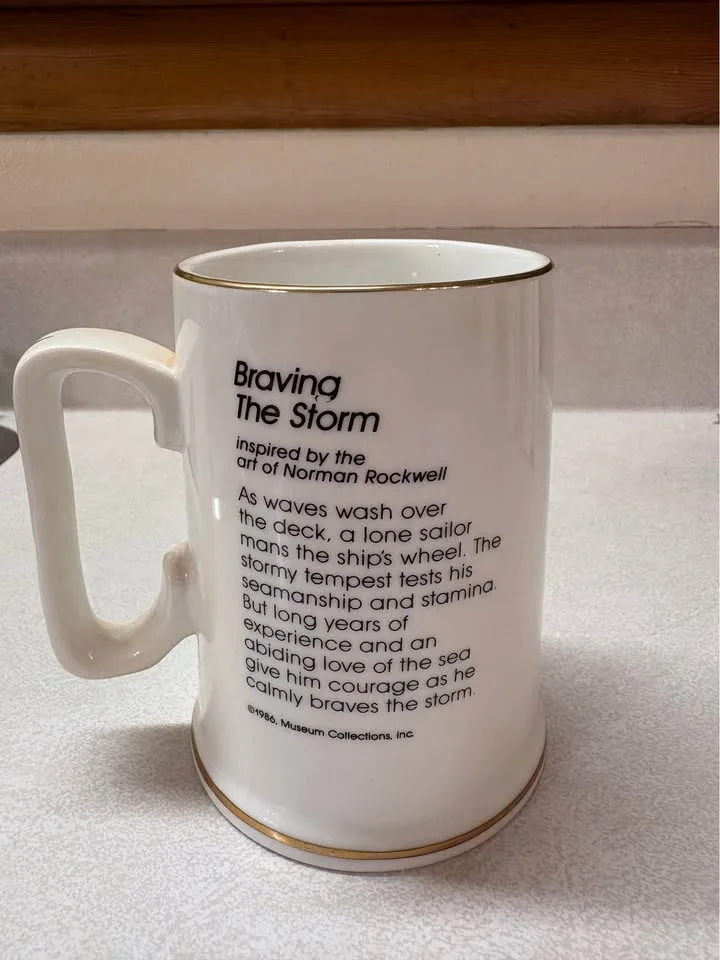 Braving
The Storm
inspired by the
art of Norman Rockwell
As waves wash over
the deck, a lone sailor
mans the ship's wheel. The
stormy tempest tests his
seamanship and stamina.
But long years of
experience and an
abiding love of the sea
give him courage as he
calmly braves the storm.
©1986, Museum Collections, Inc.